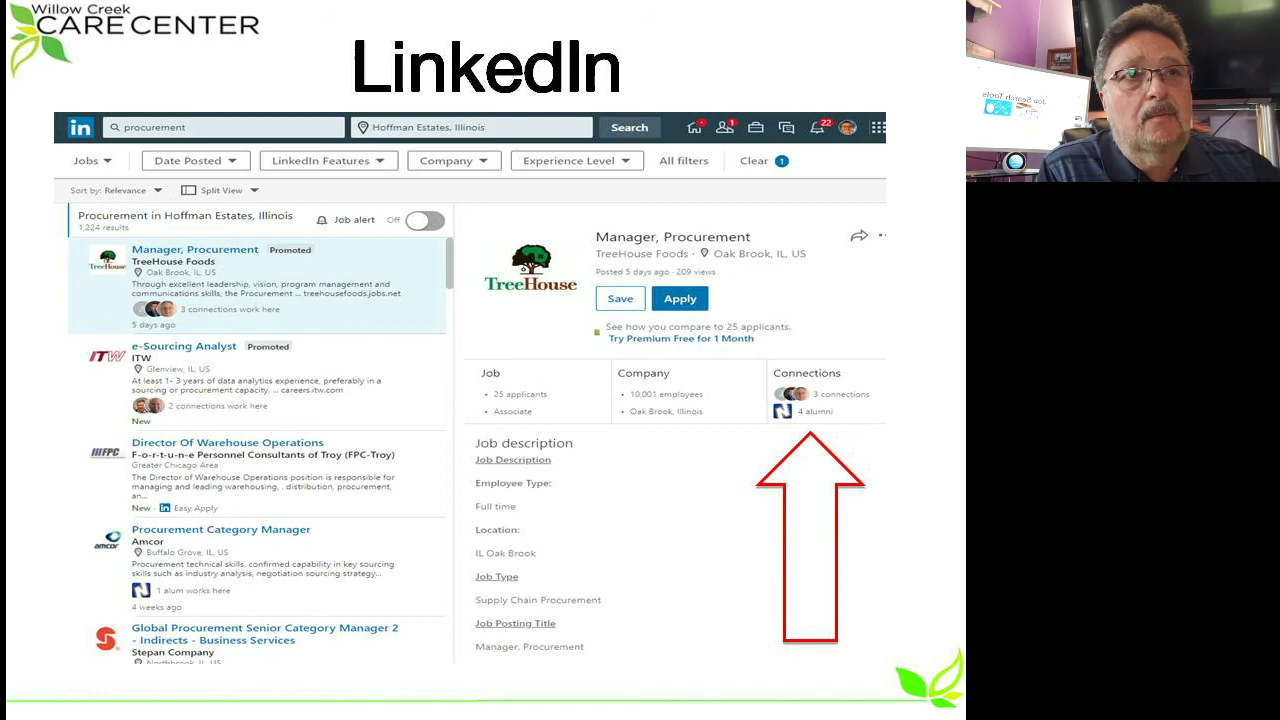 Willow Creek
CARE CENTER
LinkedIn
in
procurement
Hoffman Estates, Illinois
Search
1
22
Jobs
Date Posted
LinkedIn Features
Company
Experience Level
All filters
Clear 1
Sort by: Relevance
Split View
Procurement in Hoffman Estates, Illinois
1,224 results
Job alert Off
TreeHouse
Manager, Procurement Promoted
TreeHouse Foods
Oak Brook, IL, US
Through excellent leadership, vision, program management and
communications skills, the Procurement ... treehousefoods.jobs.net
3 connections work here
5 days ago
ITW
e-Sourcing Analyst Promoted
ITW
Glenview, IL, US
At least 1- 3 years of data analytics experience, preferably in a
sourcing or procurement capacity. ... careers.itw.com
2 connections work here
New
FPC
Director Of Warehouse Operations
F-o-r-t-u-n-e Personnel Consultants of Troy (FPC-Troy)
Greater Chicago Area
The Director of Warehouse Operations position is responsible for
managing and leading warehousing, , distribution, procurement,
an...
New · in Easy Apply
amcor
Procurement Category Manager
Amcor
Buffalo Grove, IL, US
Procurement technical skills, confirmed capability in key sourcing
skills such as industry analysis, negotiation sourcing strategy...
1 alum works here
4 weeks ago
Global Procurement Senior Category Manager 2
- Indirects - Business Services
Stepan Company
Northbrook, IL, US
TreeHouse
Manager, Procurement
TreeHouse Foods · Oak Brook, IL, US
Posted 5 days ago · 209 views
Save
Apply
See how you compare to 25 applicants.
Try Premium Free for 1 Month
Job
• 25 applicants
• Associate
Company
• 10,001 employees
• Oak Brook, Illinois
Connections
3 connections
4 alumni
Job description
Job Description
Employee Type:
Full time
Location:
IL Oak Brook
Job Type
Supply Chain Procurement
Job Posting Title
Manager, Procurement
Job Search Tools